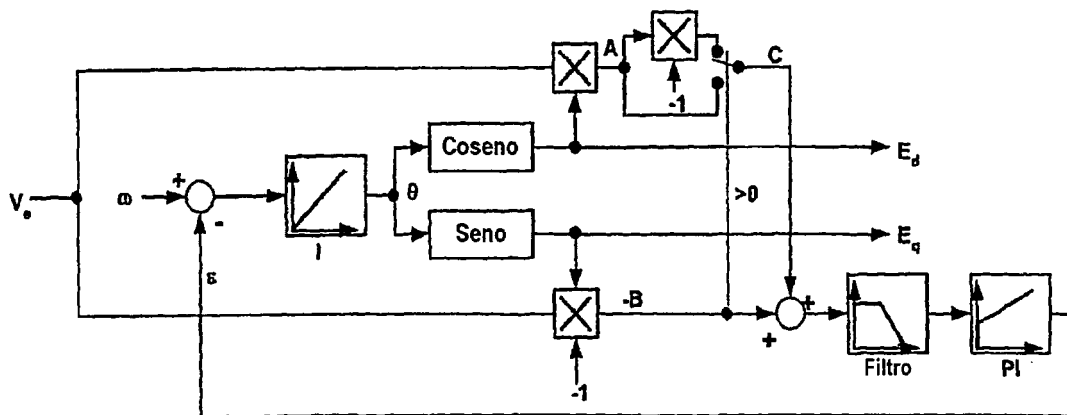 A
C
-1
Coseno
E_d
V_e
ω
+
-
θ
>0
I
Seno
E_q
ε
-B
+
+
-1
Filtro
PI